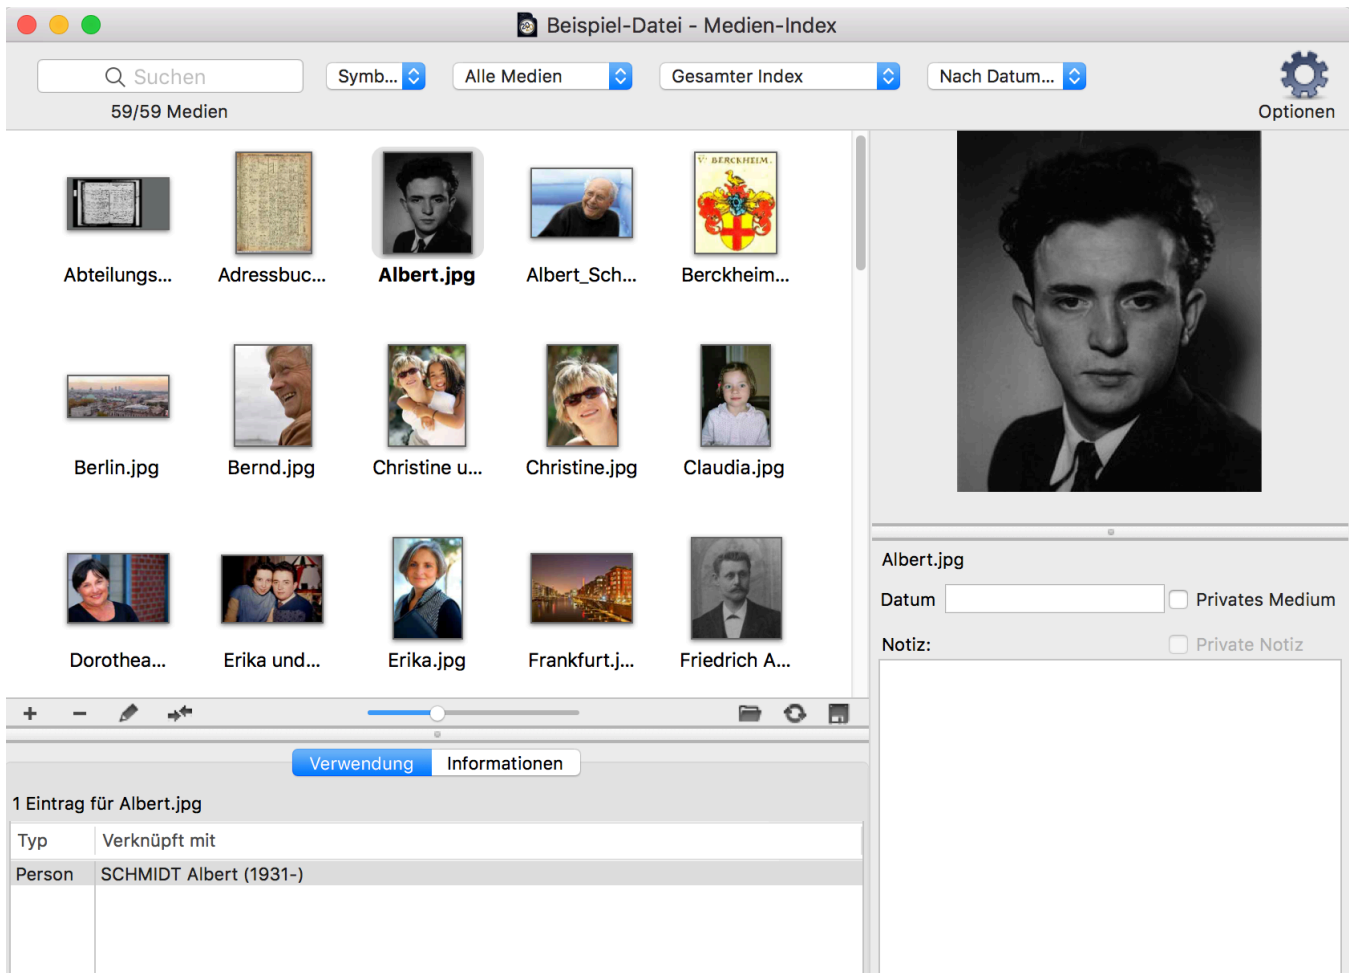 Beispiel-Datei - Medien-Index
Suchen
Symb...
Alle Medien
Gesamter Index
Nach Datum...
59/59 Medien
Optionen
V: BERCKHEIM.
Abteilungs...
Adressbuc...
Albert.jpg
Albert_Sch...
Berckheim...
Berlin.jpg
Bernd.jpg
Christine u...
Christine.jpg
Claudia.jpg
Dorothea...
Erika und...
Erika.jpg
Frankfurt.j...
Friedrich A...
Albert.jpg
Datum
Privates Medium
Notiz:
Private Notiz
Verwendung
Informationen
1 Eintrag für Albert.jpg
Typ
Verknüpft mit
Person
SCHMIDT Albert (1931-)